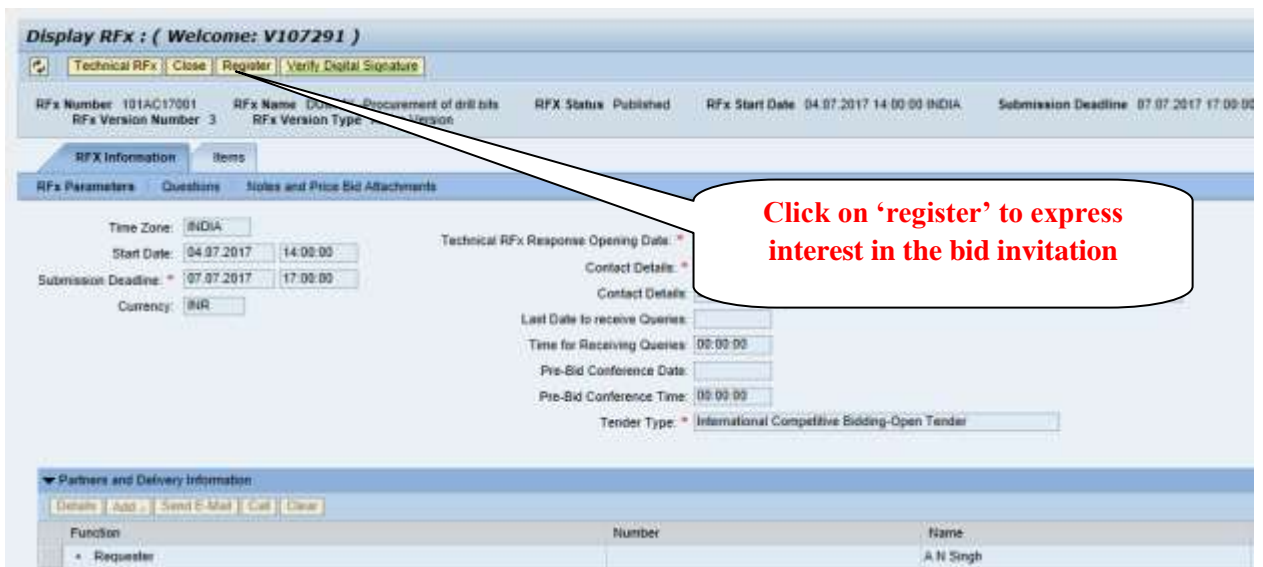 Display RFx : ( Welcome: V107291 )
Technical RFx Close Register Verify Digital Signature
RFx Number 101AC17001 RFx Name Procurement of drill bits RFX Status Published RFx Start Date 04.07.2017 14:00:00 INDIA Submission Deadline 07.07.2017 17:00:00
RFx Version Number 3 RFx Version Type Version
RFX Information Items
RFx Parameters Questions Notes and Price Bid Attachments
Click on ‘register’ to express
interest in the bid invitation
Time Zone: INDIA
Start Date: 04.07.2017 14:00:00
Submission Deadline: * 07.07.2017 17:00:00
Currency: INR
Technical RFx Response Opening Date: *
Contact Details: *
Contact Details:
Last Date to receive Queries:
Time for Receiving Queries: 00:00:00
Pre-Bid Conference Date:
Pre-Bid Conference Time: 00:00:00
Tender Type: * International Competitive Bidding-Open Tender
Partners and Delivery Information
Details Add Send E-Mail Call Clear
Function Number Name
• Requester A N Singh